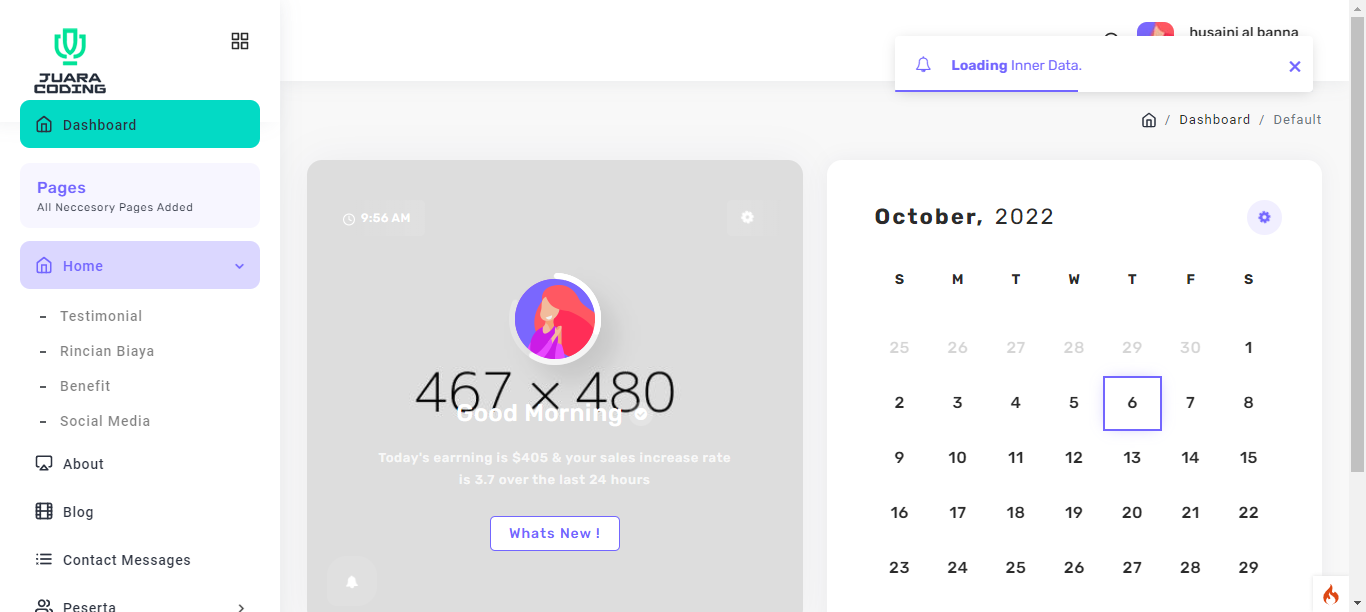 JUARA
CODING
husaini al banna
Loading Inner Data.
Dashboard
/ Dashboard / Default
Pages
All Neccesory Pages Added
Home
Testimonial
Rincian Biaya
Benefit
Social Media
About
Blog
Contact Messages
Peserta
9:56 AM
467 × 480
Good Morning
Today's earrning is $405 & your sales increase rate
is 3.7 over the last 24 hours
Whats New !
October, 2022
S M T W T F S
25 26 27 28 29 30 1
2 3 4 5 6 7 8
9 10 11 12 13 14 15
16 17 18 19 20 21 22
23 24 25 26 27 28 29